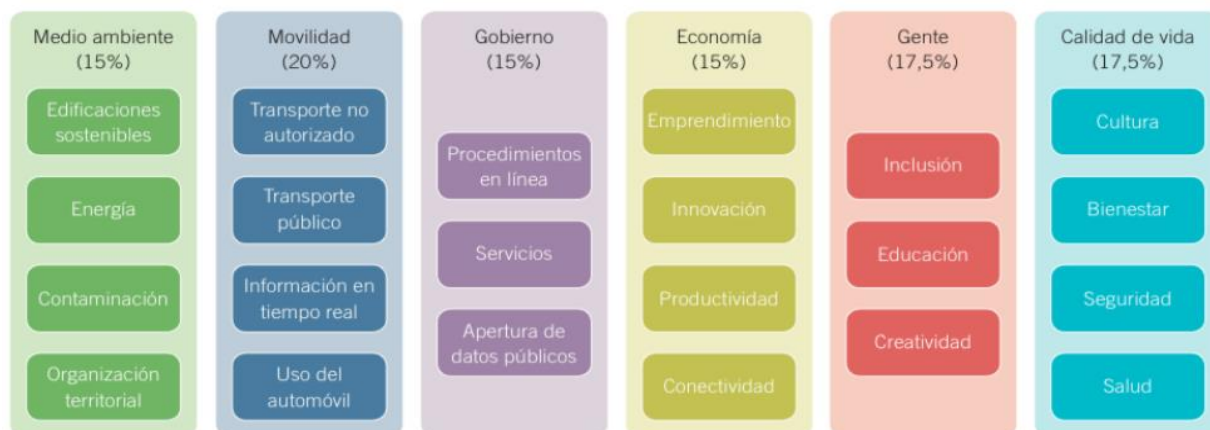 Medio ambiente
(15%)
Edificaciones
sostenibles
Energía
Contaminación
Organización
territorial
Movilidad
(20%)
Transporte no
autorizado
Transporte
público
Información en
tiempo real
Uso del
automóvil
Gobierno
(15%)
Procedimientos
en línea
Servicios
Apertura de
datos públicos
Economía
(15%)
Emprendimiento
Innovación
Productividad
Conectividad
Gente
(17,5%)
Inclusión
Educación
Creatividad
Calidad de vida
(17,5%)
Cultura
Bienestar
Seguridad
Salud